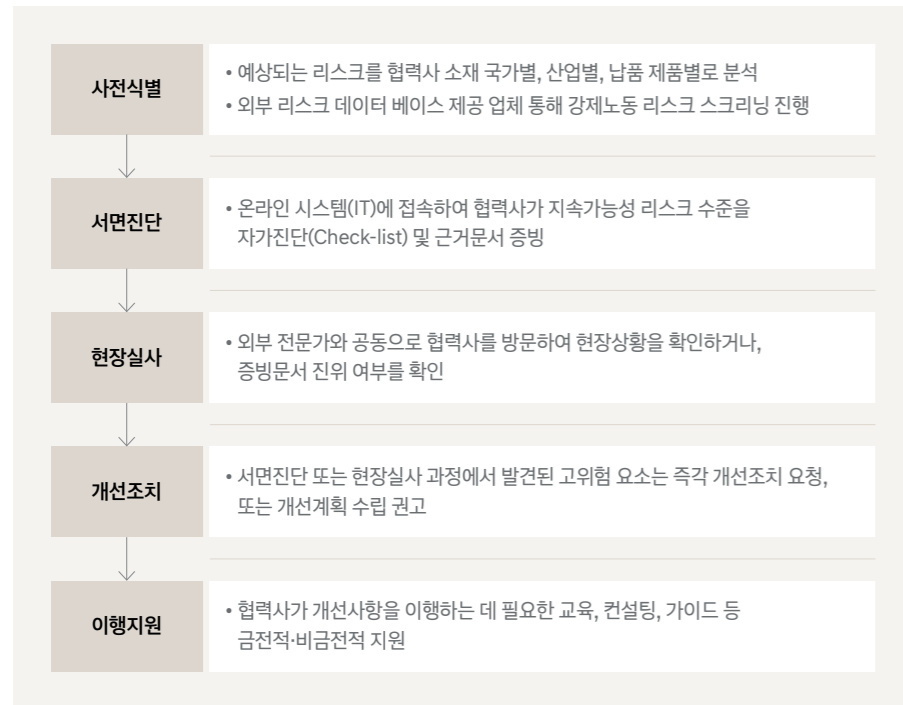 사전식별
• 예상되는 리스크를 협력사 소재 국가별, 산업별, 납품 제품별로 분석
• 외부 리스크 데이터 베이스 제공 업체 통해 강제노동 리스크 스크리닝 진행
서면진단
• 온라인 시스템(IT)에 접속하여 협력사가 지속가능성 리스크 수준을
자가진단(Check-list) 및 근거문서 증빙
현장실사
• 외부 전문가와 공동으로 협력사를 방문하여 현장상황을 확인하거나,
증빙문서 진위 여부를 확인
개선조치
• 서면진단 또는 현장실사 과정에서 발견된 고위험 요소는 즉각 개선조치 요청,
또는 개선계획 수립 권고
이행지원
• 협력사가 개선사항을 이행하는 데 필요한 교육, 컨설팅, 가이드 등
금전적·비금전적 지원